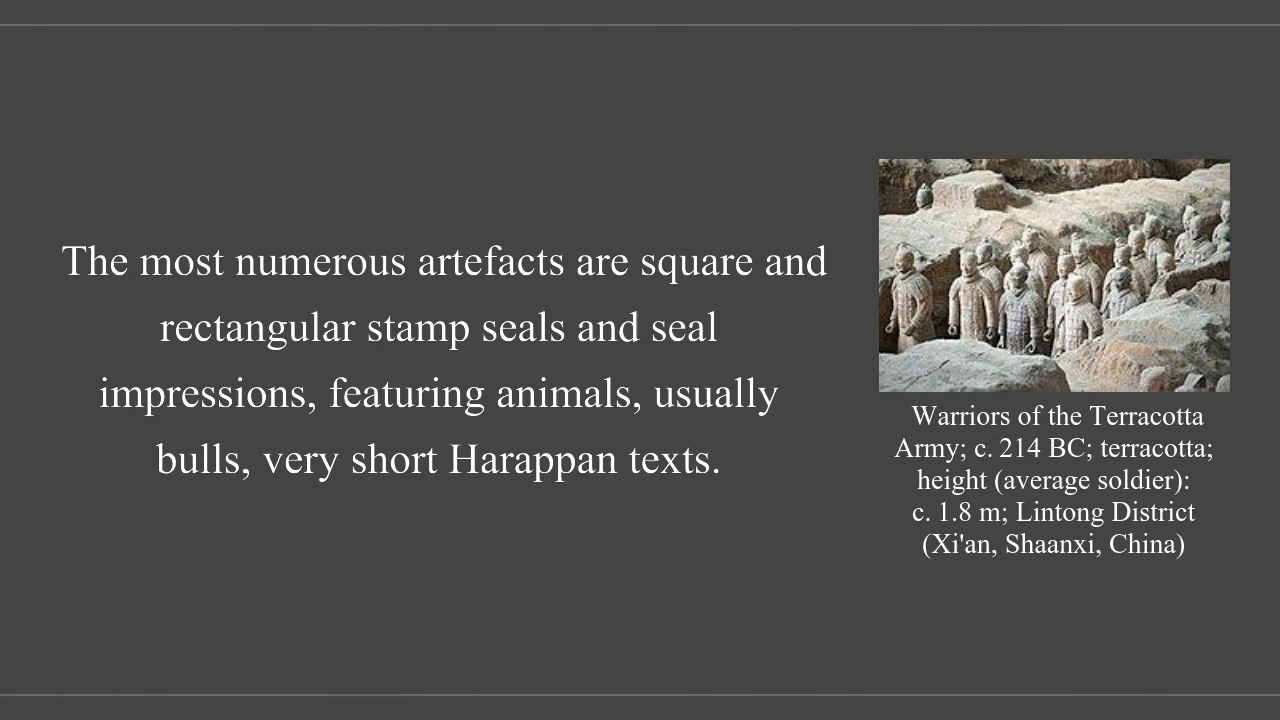 The most numerous artefacts are square and
rectangular stamp seals and seal
impressions, featuring animals, usually
bulls, very short Harappan texts.
Warriors of the Terracotta
Army; c. 214 BC; terracotta;
height (average soldier):
c. 1.8 m; Lintong District
(Xi'an, Shaanxi, China)